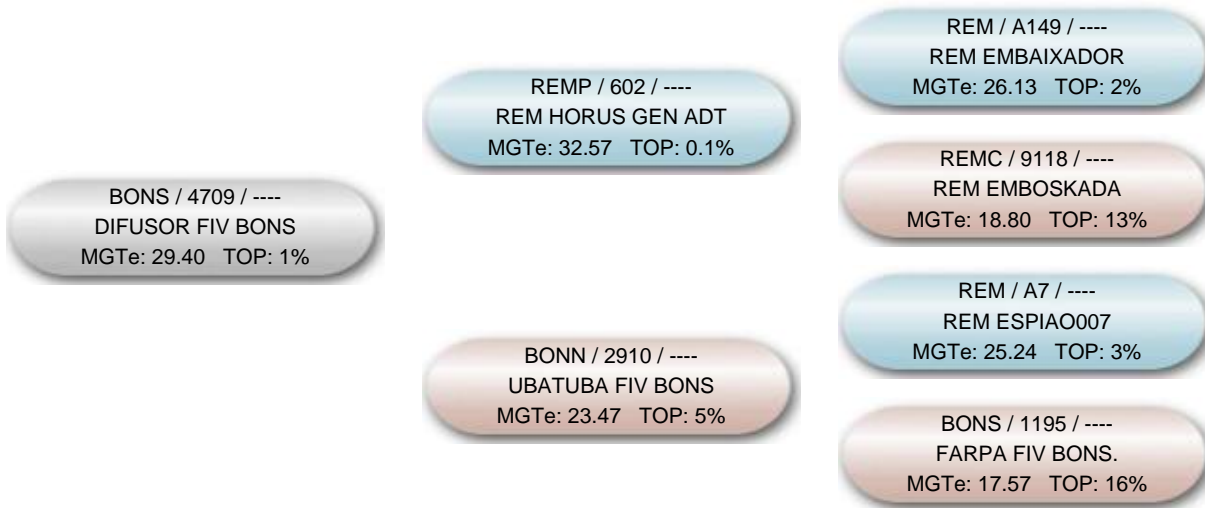 BONS / 4709 / ----
DIFUSOR FIV BONS
MGTe: 29.40 TOP: 1%
REMP / 602 / ----
REM HORUS GEN ADT
MGTe: 32.57 TOP: 0.1%
BONN / 2910 / ----
UBATUBA FIV BONS
MGTe: 23.47 TOP: 5%
REM / A149 / ----
REM EMBAIXADOR
MGTe: 26.13 TOP: 2%
REMC / 9118 / ----
REM EMBOSKADA
MGTe: 18.80 TOP: 13%
REM / A7 / ----
REM ESPIAO007
MGTe: 25.24 TOP: 3%
BONS / 1195 / ----
FARPA FIV BONS.
MGTe: 17.57 TOP: 16%